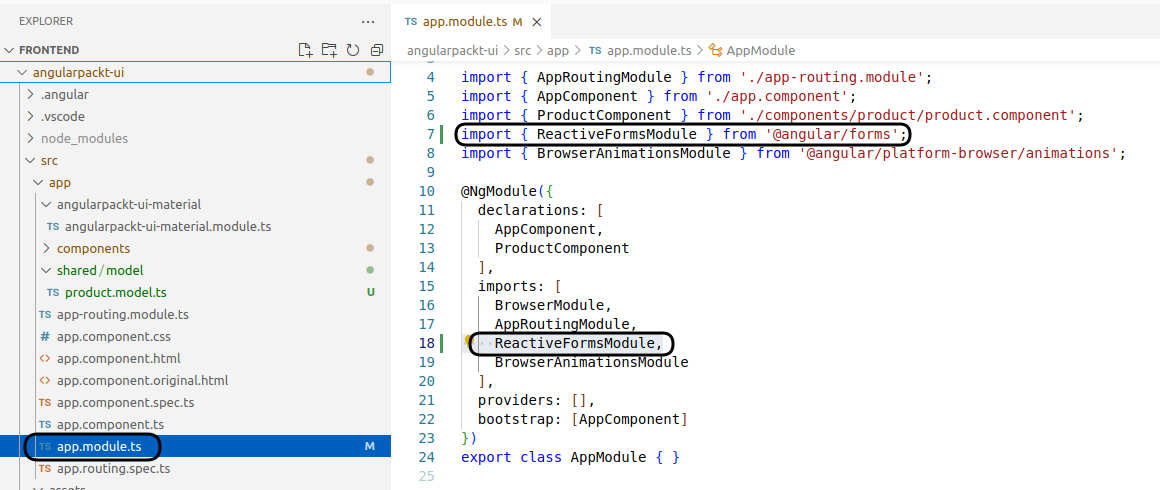 EXPLORER
FRONTEND
angularpackt-ui
.angular
.vscode
node_modules
src
app
angularpackt-ui-material
TS angularpackt-ui-material.module.ts
components
shared/model
TS product.model.ts U
TS app-routing.module.ts
# app.component.css
<> app.component.html
<> app.component.original.html
TS app.component.spec.ts
TS app.component.ts
TS app.module.ts M
TS app.routing.spec.ts
assets
TS app.module.ts M ×
angularpackt-ui > src > app > TS app.module.ts > AppModule
4 import { AppRoutingModule } from './app-routing.module';
5 import { AppComponent } from './app.component';
6 import { ProductComponent } from './components/product/product.component';
7 import { ReactiveFormsModule } from '@angular/forms';
8 import { BrowserAnimationsModule } from '@angular/platform-browser/animations';
9
10 @NgModule({
11 declarations: [
12 AppComponent,
13 ProductComponent
14 ],
15 imports: [
16 BrowserModule,
17 AppRoutingModule,
18 ReactiveFormsModule,
19 BrowserAnimationsModule
20 ],
21 providers: [],
22 bootstrap: [AppComponent]
23 })
24 export class AppModule { }
25